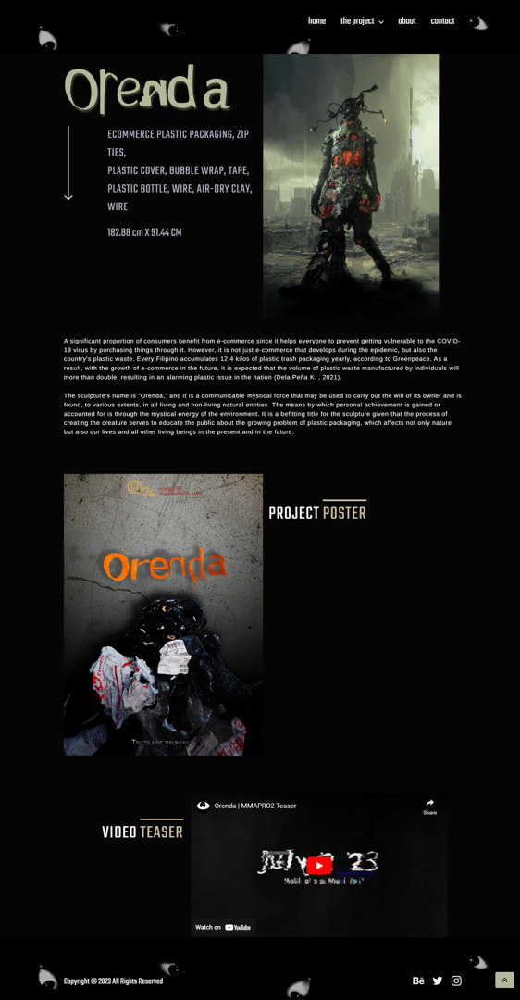 home the project about contact
Orenda
ECOMMERCE PLASTIC PACKAGING, ZIP
TIES,
PLASTIC COVER, BUBBLE WRAP, TAPE,
PLASTIC BOTTLE, WIRE, AIR-DRY CLAY,
WIRE
182.88 cm X 91.44 CM
A significant proportion of consumers benefit from e-commerce since it helps everyone to prevent getting vulnerable to the COVID-
19 virus by purchasing things through it. However, it is not just e-commerce that develops during the epidemic, but also the
country's plastic waste. Every Filipino accumulates 12.4 kilos of plastic trash packaging yearly, according to Greenpeace. As a
result, with the growth of e-commerce in the future, it is expected that the volume of plastic waste manufactured by individuals will
more than double, resulting in an alarming plastic issue in the nation (Dela Peña K. , 2021).
The sculpture's name is "Orenda," and it is a communicable mystical force that may be used to carry out the will of its owner and is
found, to various extents, in all living and non-living natural entities. The means by which personal achievement is gained or
accounted for is through the mystical energy of the environment. It is a befitting title for the sculpture given that the process of
creating the creature serves to educate the public about the growing problem of plastic packaging, which affects not only nature
but also our lives and all other living beings in the present and in the future.
Orenda
PROJECT POSTER
VIDEO TEASER
Orenda | MMAPRO2 Teaser
Share
23
Watch on YouTube
Copyright © 2023 All Rights Reserved
Bē